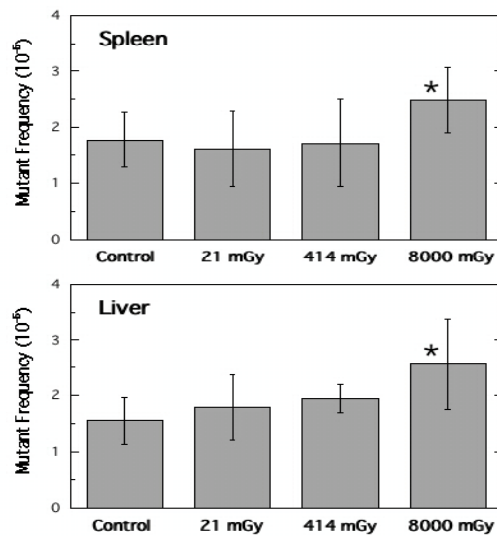 Spleen
Mutant Frequency (10⁻⁵)
4
3
2
1
0
*
Control 21 mGy 414 mGy 8000 mGy
Liver
Mutant Frequency (10⁻⁵)
4
3
2
1
0
*
Control 21 mGy 414 mGy 8000 mGy